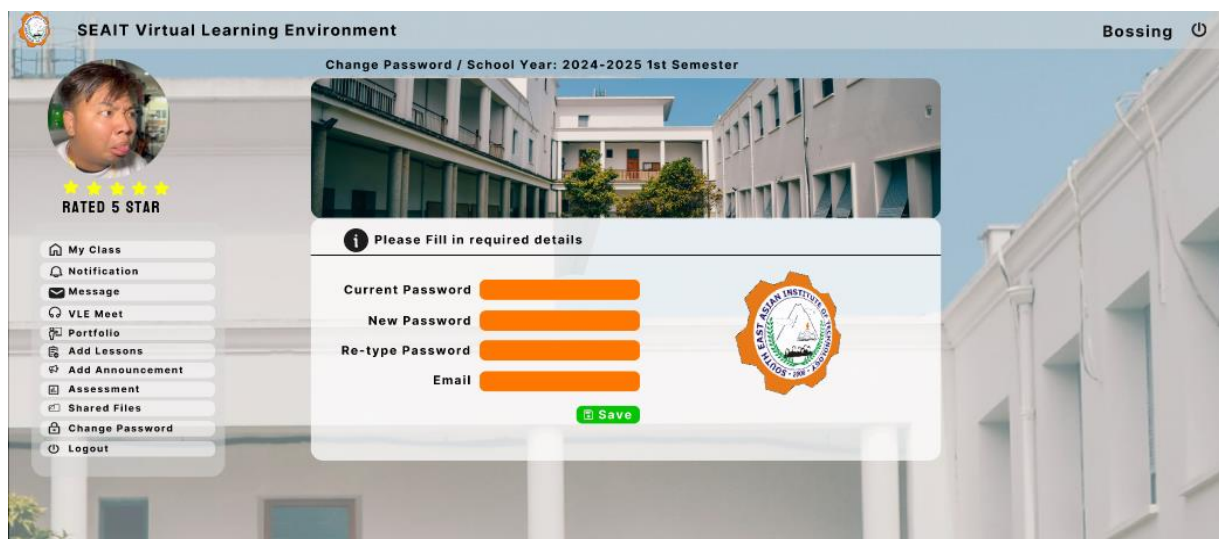 SEAIT Virtual Learning Environment
Bossing
Change Password / School Year: 2024-2025 1st Semester
RATED 5 STAR
My Class
Notification
Message
VLE Meet
Portfolio
Add Lessons
Add Announcement
Assessment
Shared Files
Change Password
Logout
i Please Fill in required details
Current Password
New Password
Re-type Password
Email
Save
SOUTH EAST ASIAN INSTITUTE OF TECHNOLOGY